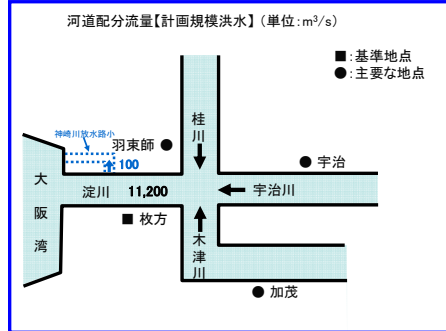 河道配分流量【計画規模洪水】（単位:m³/s）
■:基準地点
●:主要な地点
神崎川放水路小
羽束師 ●
桂川
100
● 宇治
大阪湾
淀川 11,200
宇治川
■ 枚方
木津川
● 加茂